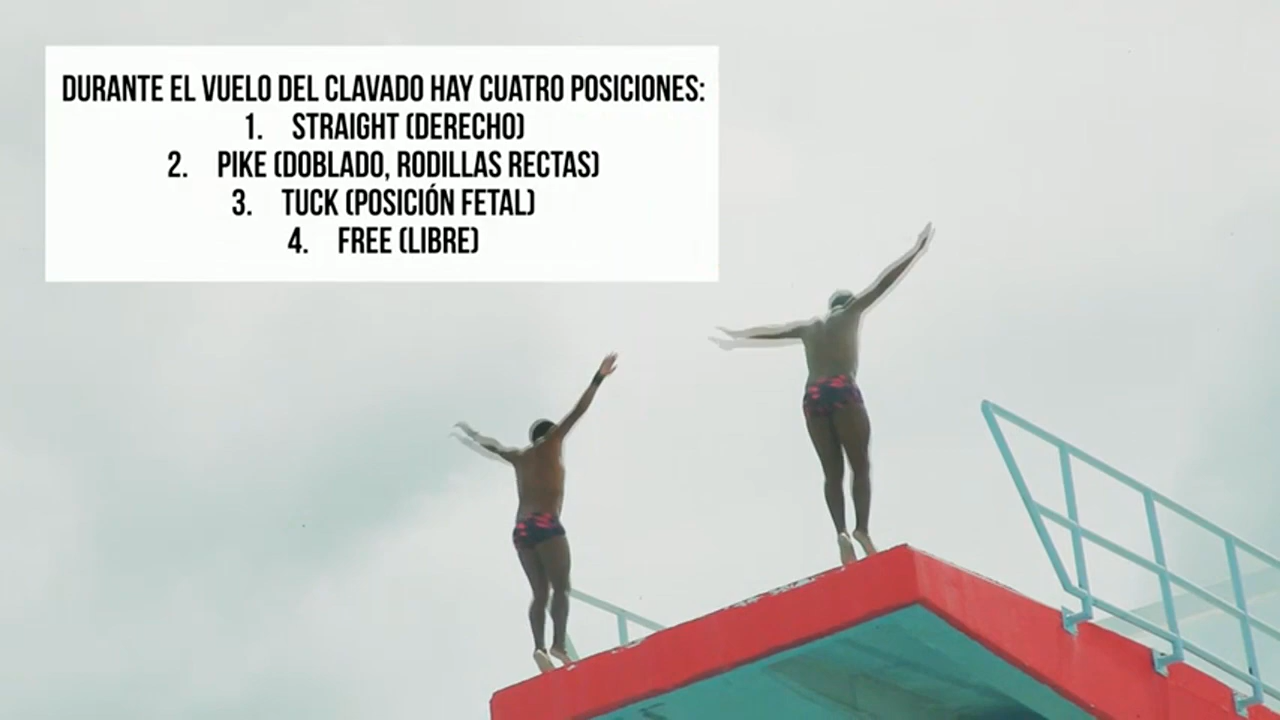 DURANTE EL VUELO DEL CLAVADO HAY CUATRO POSICIONES:
1. STRAIGHT (DERECHO)
2. PIKE (DOBLADO, RODILLAS RECTAS)
3. TUCK (POSICIÓN FETAL)
4. FREE (LIBRE)